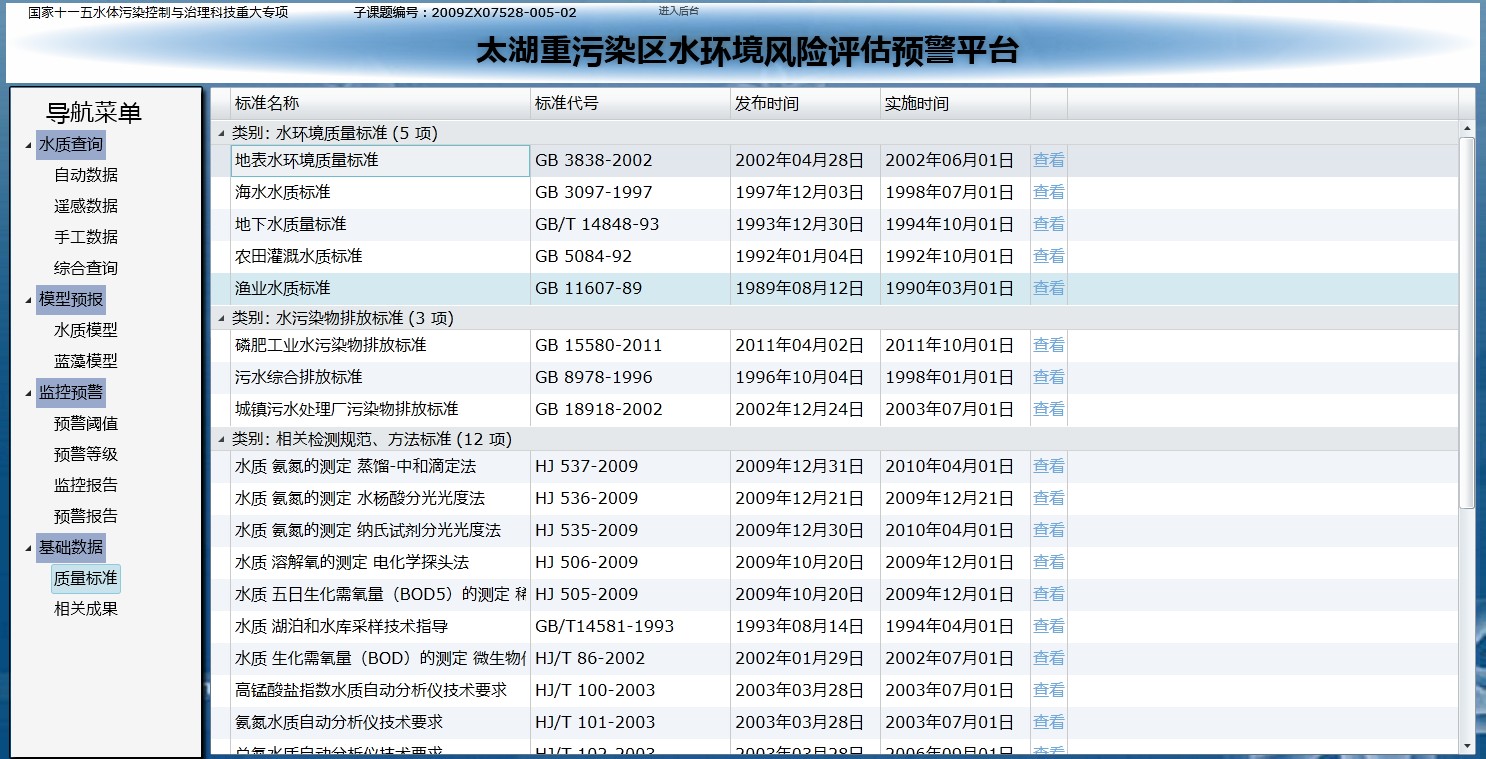 国家十一五水体污染控制与治理科技重大专项 子课题编号：2009ZX07528-005-02 进入后台
太湖重污染区水环境风险评估预警平台
导航菜单
水质查询
自动数据
遥感数据
手工数据
综合查询
模型预报
水质模型
蓝藻模型
监控预警
预警阈值
预警等级
监控报告
预警报告
基础数据
质量标准
相关成果
标准名称 标准代号 发布时间 实施时间
类别: 水环境质量标准 (5 项)
地表水环境质量标准 GB 3838-2002 2002年04月28日 2002年06月01日 查看
海水水质标准 GB 3097-1997 1997年12月03日 1998年07月01日 查看
地下水质量标准 GB/T 14848-93 1993年12月30日 1994年10月01日 查看
农田灌溉水质标准 GB 5084-92 1992年01月04日 1992年10月01日 查看
渔业水质标准 GB 11607-89 1989年08月12日 1990年03月01日 查看
类别: 水污染物排放标准 (3 项)
磷肥工业水污染物排放标准 GB 15580-2011 2011年04月02日 2011年10月01日 查看
污水综合排放标准 GB 8978-1996 1996年10月04日 1998年01月01日 查看
城镇污水处理厂污染物排放标准 GB 18918-2002 2002年12月24日 2003年07月01日 查看
类别: 相关检测规范、方法标准 (12 项)
水质 氨氮的测定 蒸馏-中和滴定法 HJ 537-2009 2009年12月31日 2010年04月01日 查看
水质 氨氮的测定 水杨酸分光光度法 HJ 536-2009 2009年12月21日 2009年12月21日 查看
水质 氨氮的测定 纳氏试剂分光光度法 HJ 535-2009 2009年12月30日 2010年04月01日 查看
水质 溶解氧的测定 电化学探头法 HJ 506-2009 2009年10月20日 2009年12月01日 查看
水质 五日生化需氧量（BOD5）的测定 稀 HJ 505-2009 2009年10月20日 2009年12月01日 查看
水质 湖泊和水库采样技术指导 GB/T14581-1993 1993年08月14日 1994年04月01日 查看
水质 生化需氧量（BOD）的测定 微生物 HJ/T 86-2002 2002年01月29日 2002年07月01日 查看
高锰酸盐指数水质自动分析仪技术要求 HJ/T 100-2003 2003年03月28日 2003年07月01日 查看
氨氮水质自动分析仪技术要求 HJ/T 101-2003 2003年03月28日 2003年07月01日 查看
总氮水质自动分析仪技术要求 HJ/T 102-2003 2003年03月28日 查看